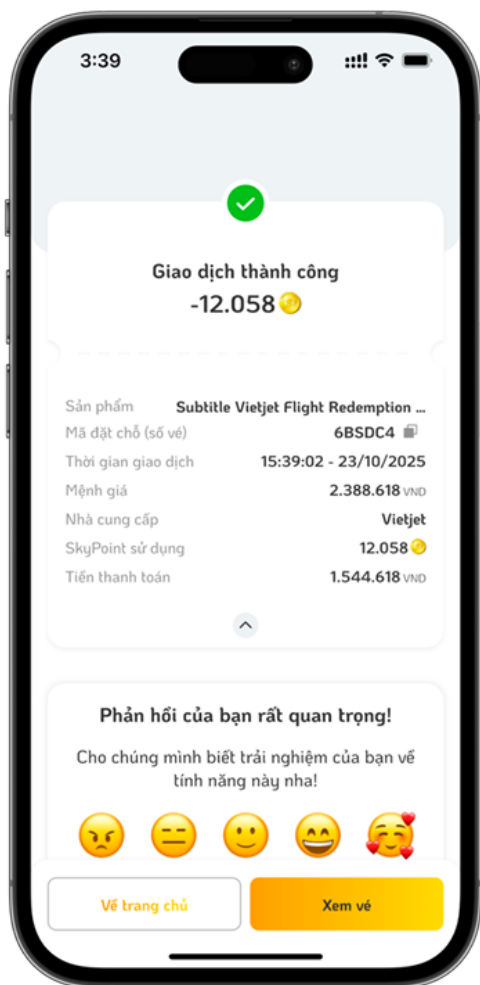 3:39
Giao dịch thành công
-12.058
Sản phẩm Subtitle Vietjet Flight Redemption ...
Mã đặt chỗ (số vé) 6BSDC4
Thời gian giao dịch 15:39:02 - 23/10/2025
Mệnh giá 2.388.618 VND
Nhà cung cấp Vietjet
SkyPoint sử dụng 12.058
Tiền thanh toán 1.544.618 VND
Phản hồi của bạn rất quan trọng!
Cho chúng mình biết trải nghiệm của bạn về
tính năng này nha!
Về trang chủ Xem vé